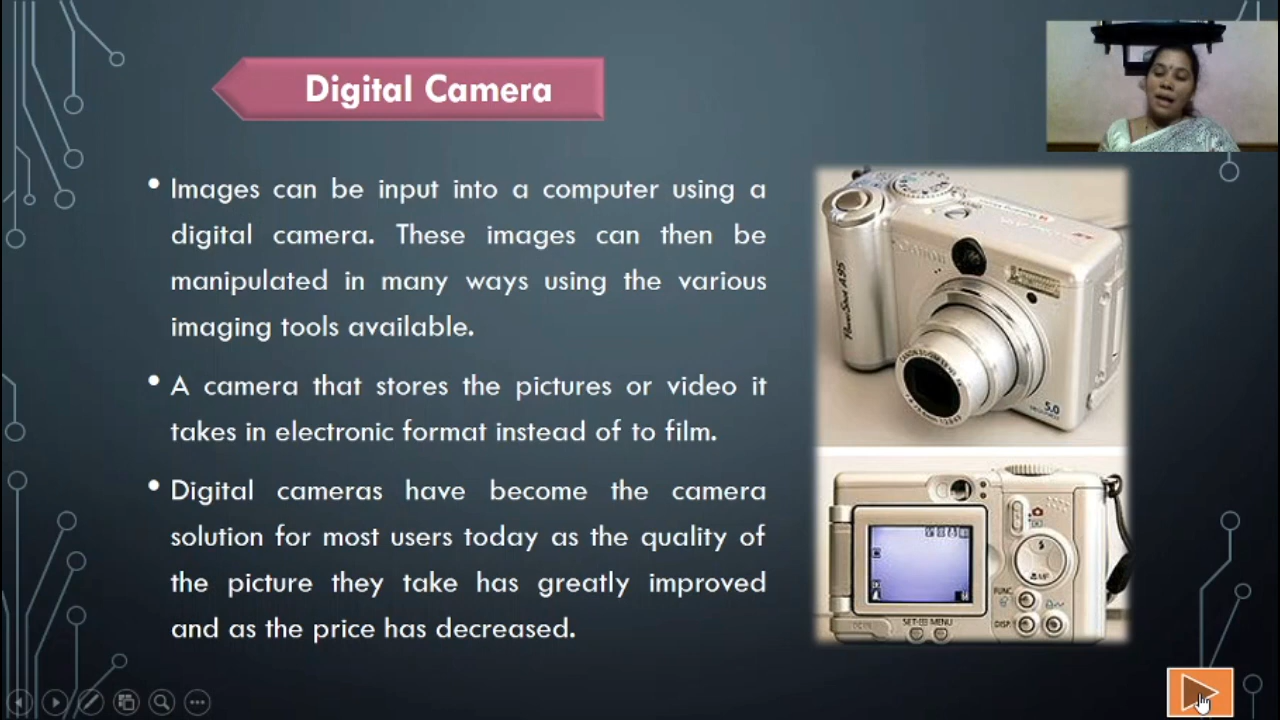 Digital Camera
• Images can be input into a computer using a
digital camera. These images can then be
manipulated in many ways using the various
imaging tools available.
• A camera that stores the pictures or video it
takes in electronic format instead of to film.
• Digital cameras have become the camera
solution for most users today as the quality of
the picture they take has greatly improved
and as the price has decreased.
Canon
PowerShot A95
5.0
FUNC.
MF
DISP.
SET MENU